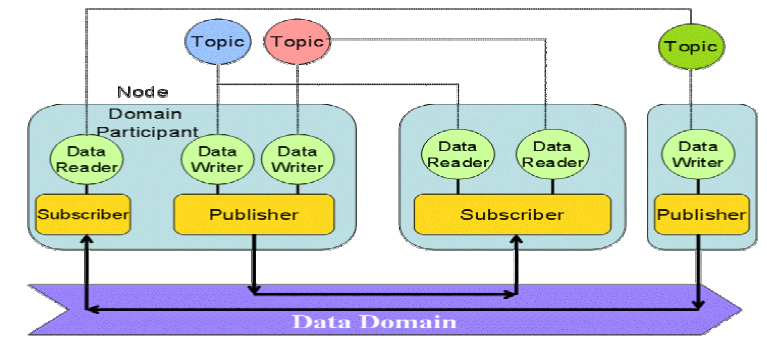 Topic
Topic
Topic
Node
Domain
Participant
Data
Reader
Data
Writer
Data
Writer
Data
Reader
Data
Reader
Data
Writer
Subscriber
Publisher
Subscriber
Publisher
Data Domain